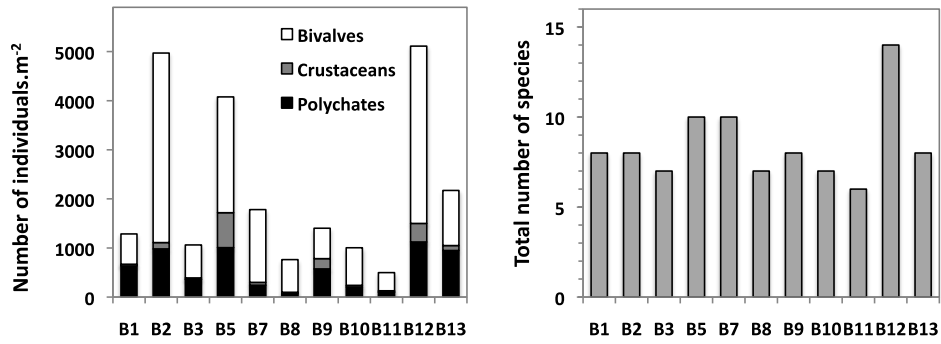 Number of individuals.m-2
5000
4000
3000
2000
1000
0
Bivalves
Crustaceans
Polychates
B1 B2 B3 B5 B7 B8 B9 B10 B11 B12 B13
Total number of species
15
10
5
0
B1 B2 B3 B5 B7 B8 B9 B10 B11 B12 B13